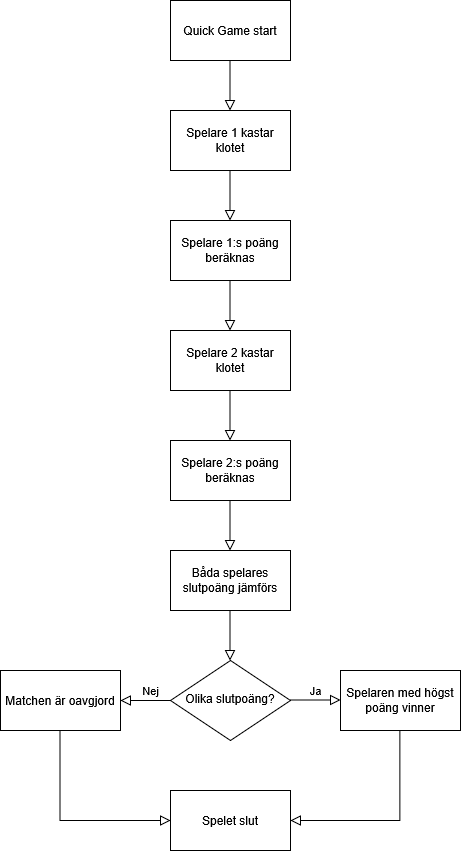 Quick Game start
Spelare 1 kastar
klotet
Spelare 1:s poäng
beräknas
Spelare 2 kastar
klotet
Spelare 2:s poäng
beräknas
Båda spelares
slutpoäng jämförs
Olika slutpoäng?
Nej
Ja
Matchen är oavgjord
Spelaren med högst
poäng vinner
Spelet slut